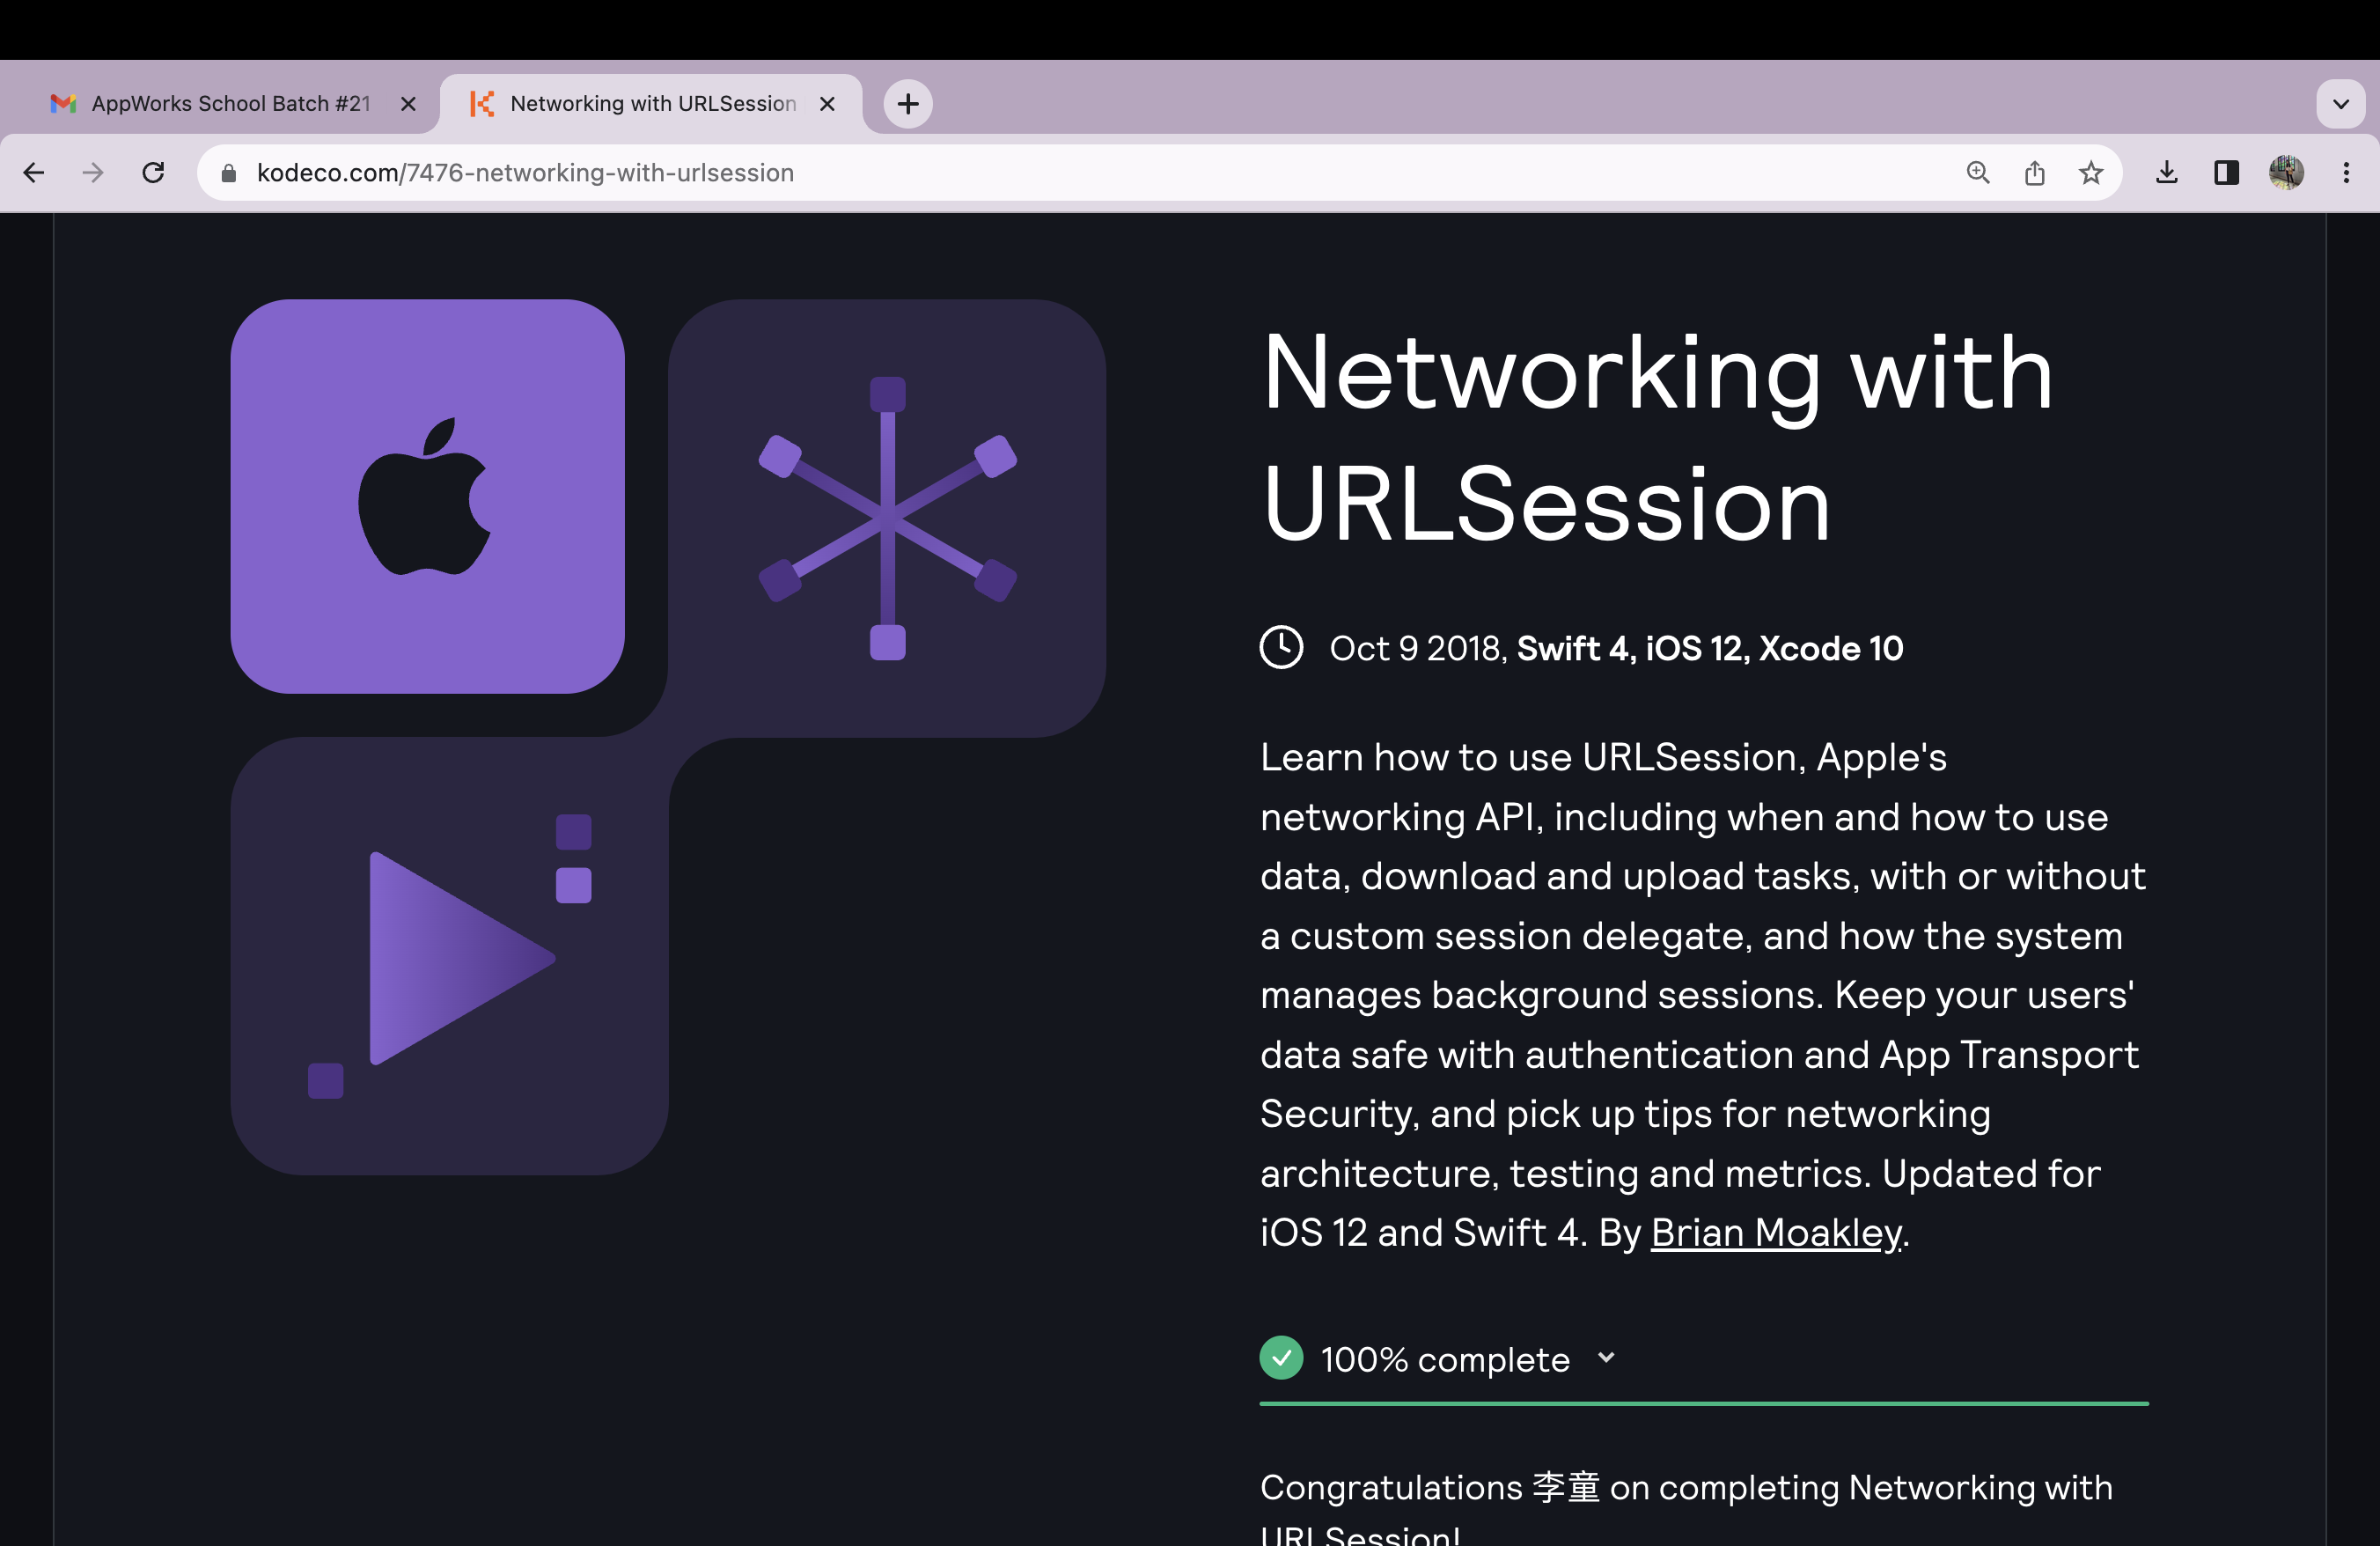 AppWorks School Batch #21
Networking with URLSession
kodeco.com/7476-networking-with-urlsession
Networking with
URLSession
Oct 9 2018, Swift 4, iOS 12, Xcode 10
Learn how to use URLSession, Apple's
networking API, including when and how to use
data, download and upload tasks, with or without
a custom session delegate, and how the system
manages background sessions. Keep your users'
data safe with authentication and App Transport
Security, and pick up tips for networking
architecture, testing and metrics. Updated for
iOS 12 and Swift 4. By Brian Moakley.
100% complete
Congratulations 李童 on completing Networking with
URLSession!